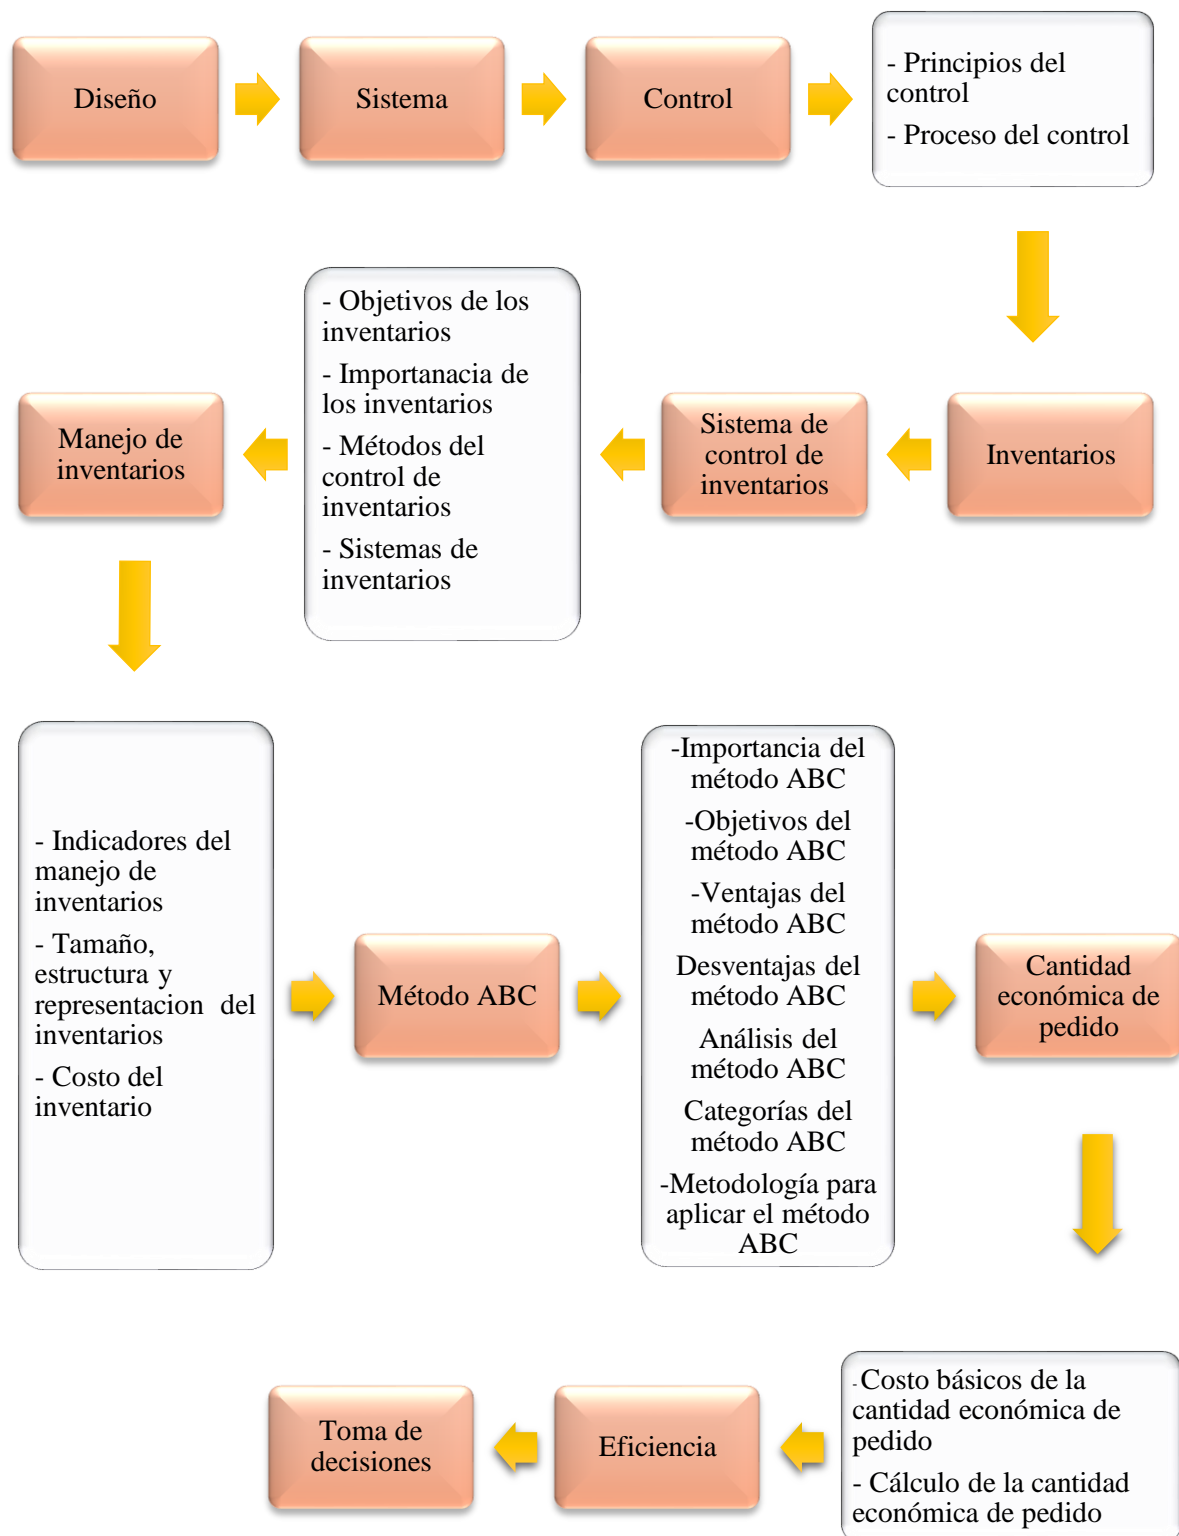 Diseño
Sistema
Control
- Principios del
control
- Proceso del control
Inventarios
Sistema de
control de
inventarios
- Objetivos de los
inventarios
- Importanacia de
los inventarios
- Métodos del
control de
inventarios
- Sistemas de
inventarios
Manejo de
inventarios
- Indicadores del
manejo de
inventarios
- Tamaño,
estructura y
representacion del
inventarios
- Costo del
inventario
Método ABC
-Importancia del
método ABC
-Objetivos del
método ABC
-Ventajas del
método ABC
Desventajas del
método ABC
Análisis del
método ABC
Categorías del
método ABC
-Metodología para
aplicar el método
ABC
Cantidad
económica de
pedido
- Costo básicos de la
cantidad económica de
pedido
- Cálculo de la cantidad
económica de pedido
Eficiencia
Toma de
decisiones